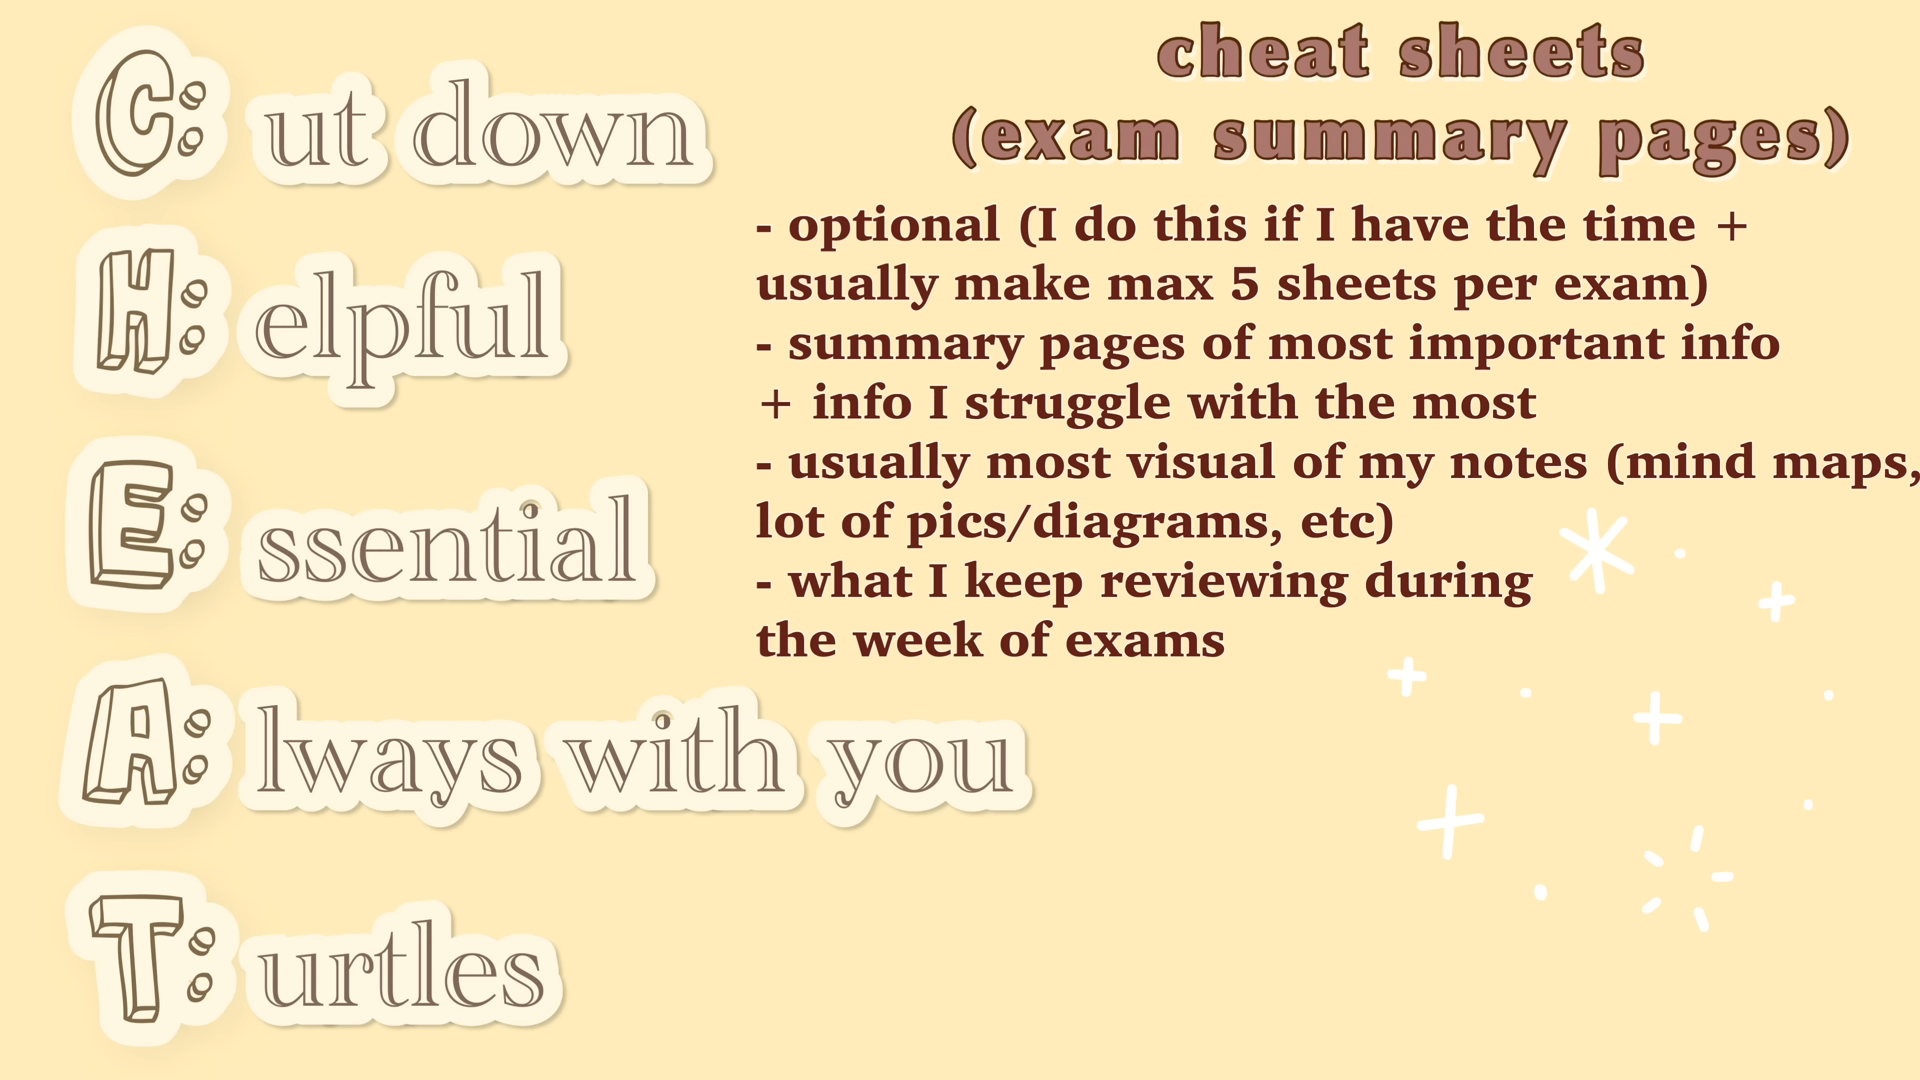 C: ut down
H: elpful
E: ssential
A: lways with you
T: urtles
cheat sheets
(exam summary pages)
- optional (I do this if I have the time +
usually make max 5 sheets per exam)
- summary pages of most important info
+ info I struggle with the most
- usually most visual of my notes (mind maps,
lot of pics/diagrams, etc)
- what I keep reviewing during
the week of exams